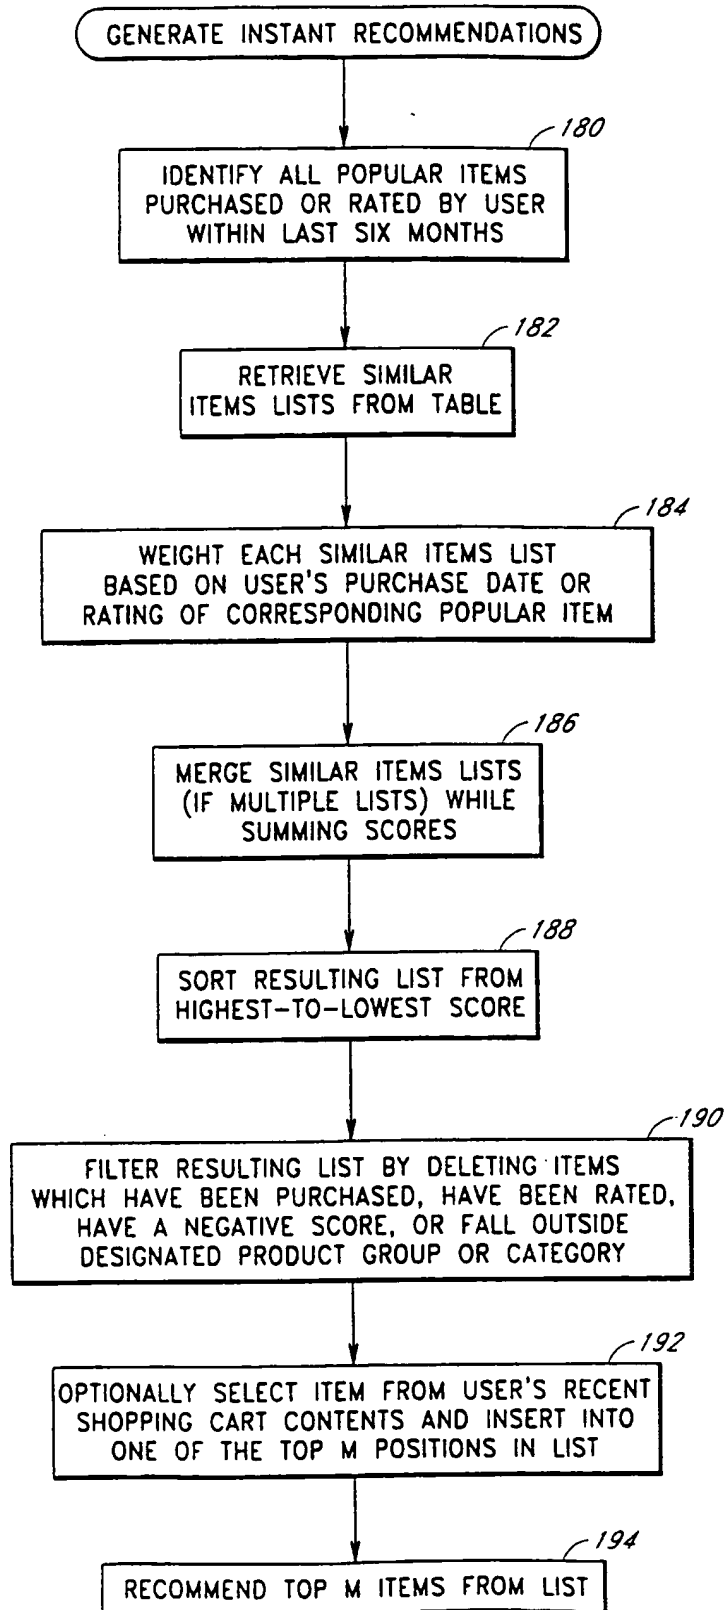 GENERATE INSTANT RECOMMENDATIONS
180
IDENTIFY ALL POPULAR ITEMS
PURCHASED OR RATED BY USER
WITHIN LAST SIX MONTHS
182
RETRIEVE SIMILAR
ITEMS LISTS FROM TABLE
184
WEIGHT EACH SIMILAR ITEMS LIST
BASED ON USER'S PURCHASE DATE OR
RATING OF CORRESPONDING POPULAR ITEM
186
MERGE SIMILAR ITEMS LISTS
(IF MULTIPLE LISTS) WHILE
SUMMING SCORES
188
SORT RESULTING LIST FROM
HIGHEST-TO-LOWEST SCORE
190
FILTER RESULTING LIST BY DELETING ITEMS
WHICH HAVE BEEN PURCHASED, HAVE BEEN RATED,
HAVE A NEGATIVE SCORE, OR FALL OUTSIDE
DESIGNATED PRODUCT GROUP OR CATEGORY
192
OPTIONALLY SELECT ITEM FROM USER'S RECENT
SHOPPING CART CONTENTS AND INSERT INTO
ONE OF THE TOP M POSITIONS IN LIST
194
RECOMMEND TOP M ITEMS FROM LIST